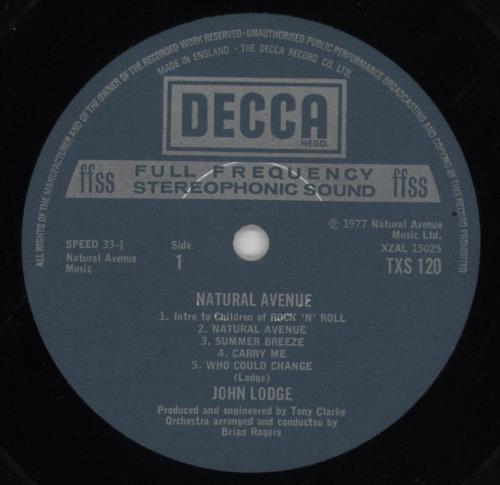 ALL RIGHTS OF THE MANUFACTURER AND OF THE OWNER OF THE RECORDED WORK RESERVED · UNAUTHORISED PUBLIC PERFORMANCE BROADCASTING AND COPYING OF THIS RECORD PROHIBITED
MADE IN ENGLAND · THE DECCA RECORD CO. LTD.
DECCA
REGD.
ffss FULL FREQUENCY STEREOPHONIC SOUND ffss
℗ 1977 Natural Avenue
Music Ltd.
SPEED 33-⅓ Side XZAL 15025
Natural Avenue 1 TXS 120
Music
NATURAL AVENUE
1. Intro to Children of ROCK 'N' ROLL
2. NATURAL AVENUE
3. SUMMER BREEZE
4. CARRY ME
5. WHO COULD CHANGE
(Lodge)
JOHN LODGE
Produced and engineered by Tony Clarke
Orchestra arranged and conducted by
Brian Rogers